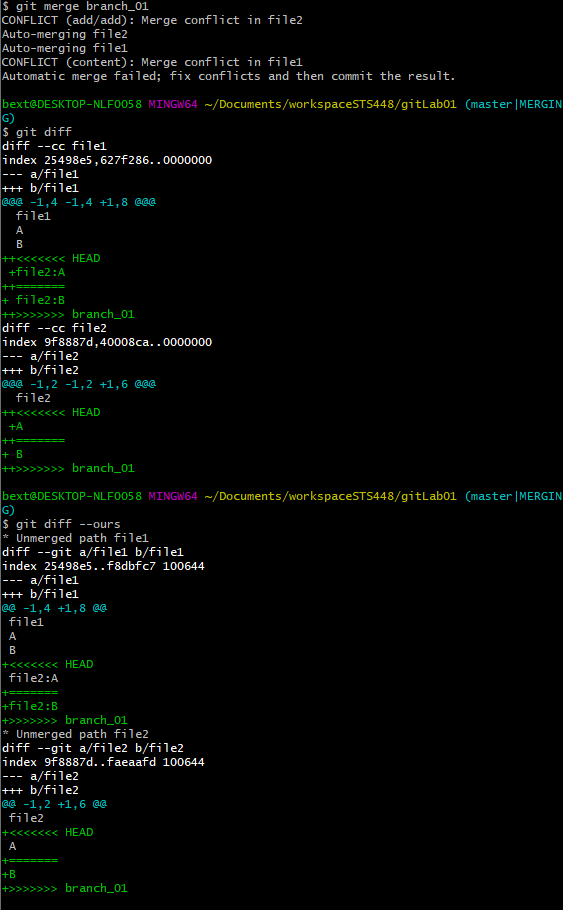 $ git merge branch_01
CONFLICT (add/add): Merge conflict in file2
Auto-merging file2
Auto-merging file1
CONFLICT (content): Merge conflict in file1
Automatic merge failed; fix conflicts and then commit the result.
bext@DESKTOP-NLFOO58 MINGW64 ~/Documents/workspaceSTS448/gitLab01 (master|MERGIN
G)
$ git diff
diff --cc file1
index 25498e5,627f286..0000000
--- a/file1
+++ b/file1
@@@ -1,4 -1,4 +1,8 @@@
  file1
  A
  B
++<<<<<<< HEAD
 +file2:A
++=======
+ file2:B
++>>>>>>> branch_01
diff --cc file2
index 9f8887d,40008ca..0000000
--- a/file2
+++ b/file2
@@@ -1,2 -1,2 +1,6 @@@
  file2
++<<<<<<< HEAD
 +A
++=======
+ B
++>>>>>>> branch_01
bext@DESKTOP-NLFOO58 MINGW64 ~/Documents/workspaceSTS448/gitLab01 (master|MERGIN
G)
$ git diff --ours
* Unmerged path file1
diff --git a/file1 b/file1
index 25498e5..f8dbfc7 100644
--- a/file1
+++ b/file1
@@ -1,4 +1,8 @@
 file1
 A
 B
+<<<<<<< HEAD
 file2:A
+=======
+file2:B
+>>>>>>> branch_01
* Unmerged path file2
diff --git a/file2 b/file2
index 9f8887d..faeaafd 100644
--- a/file2
+++ b/file2
@@ -1,2 +1,6 @@
 file2
+<<<<<<< HEAD
 A
+=======
+B
+>>>>>>> branch_01